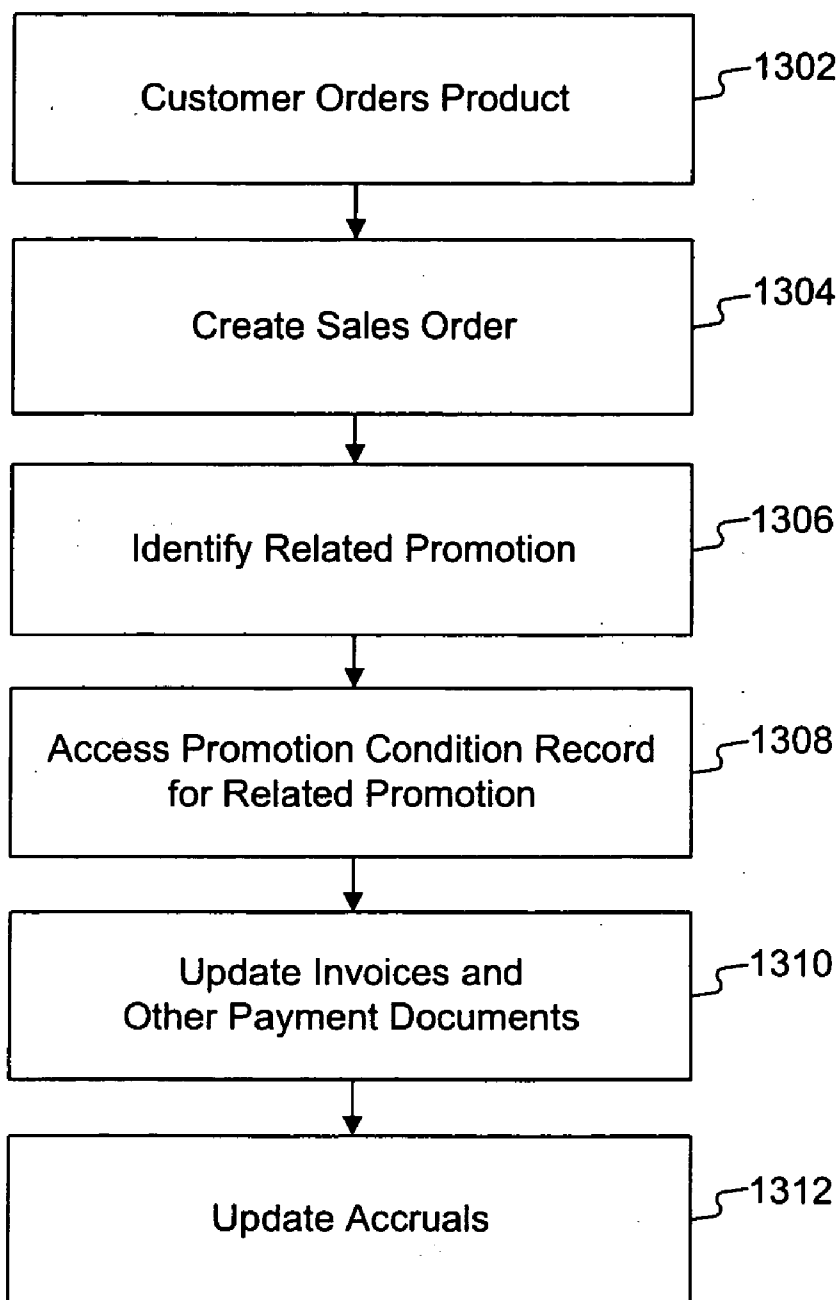 Customer Orders Product
1302
Create Sales Order
1304
Identify Related Promotion
1306
Access Promotion Condition Record
for Related Promotion
1308
Update Invoices and
Other Payment Documents
1310
Update Accruals
1312